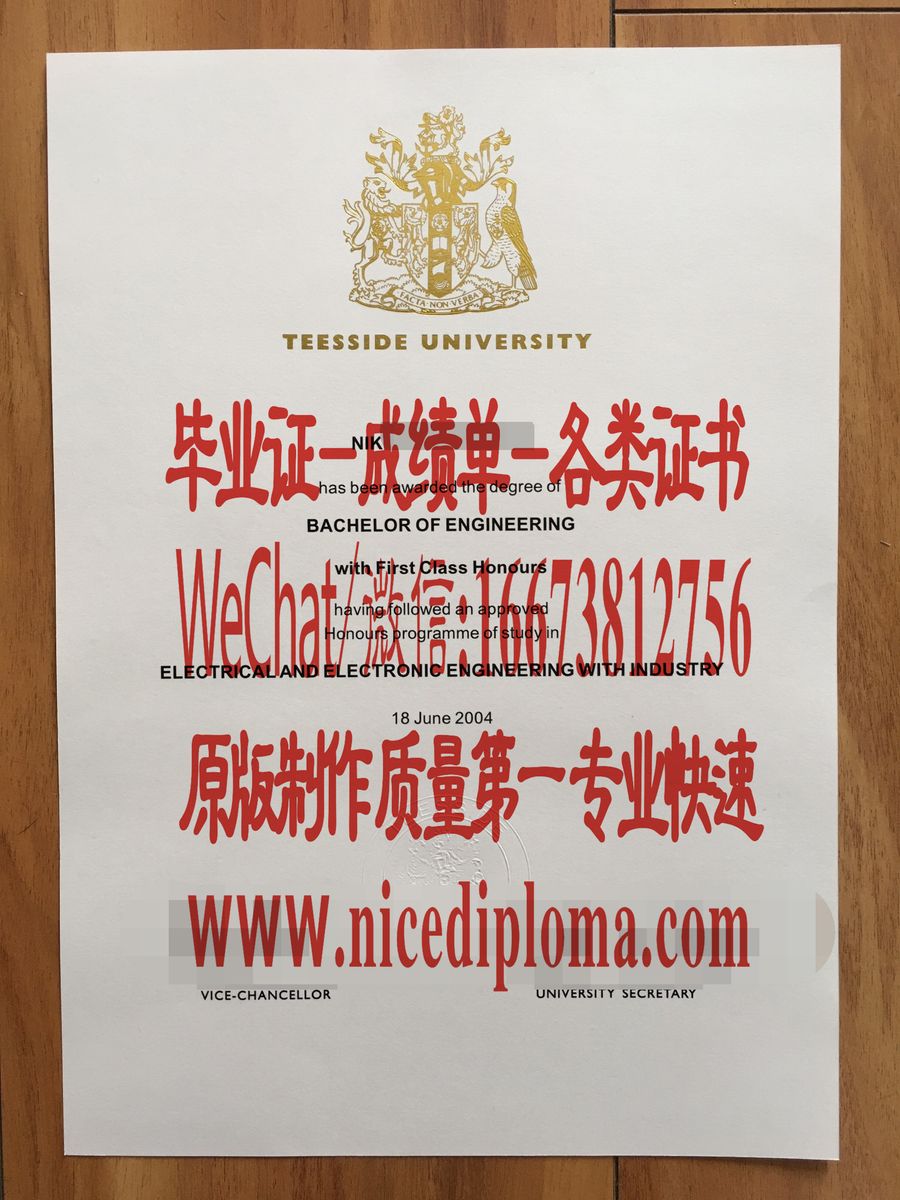 FACTA NON VERBA
TEESSIDE UNIVERSITY
毕业证一成绩单一各类证书
NIK
has been awarded the degree of
BACHELOR OF ENGINEERING
with First Class Honours
WeChat/微信:16673812756
having followed an approved
Honours programme of study in
ELECTRICAL AND ELECTRONIC ENGINEERING WITH INDUSTRY
18 June 2004
原版制作质量第一专业快速
www.nicediploma.com
VICE-CHANCELLOR
UNIVERSITY SECRETARY